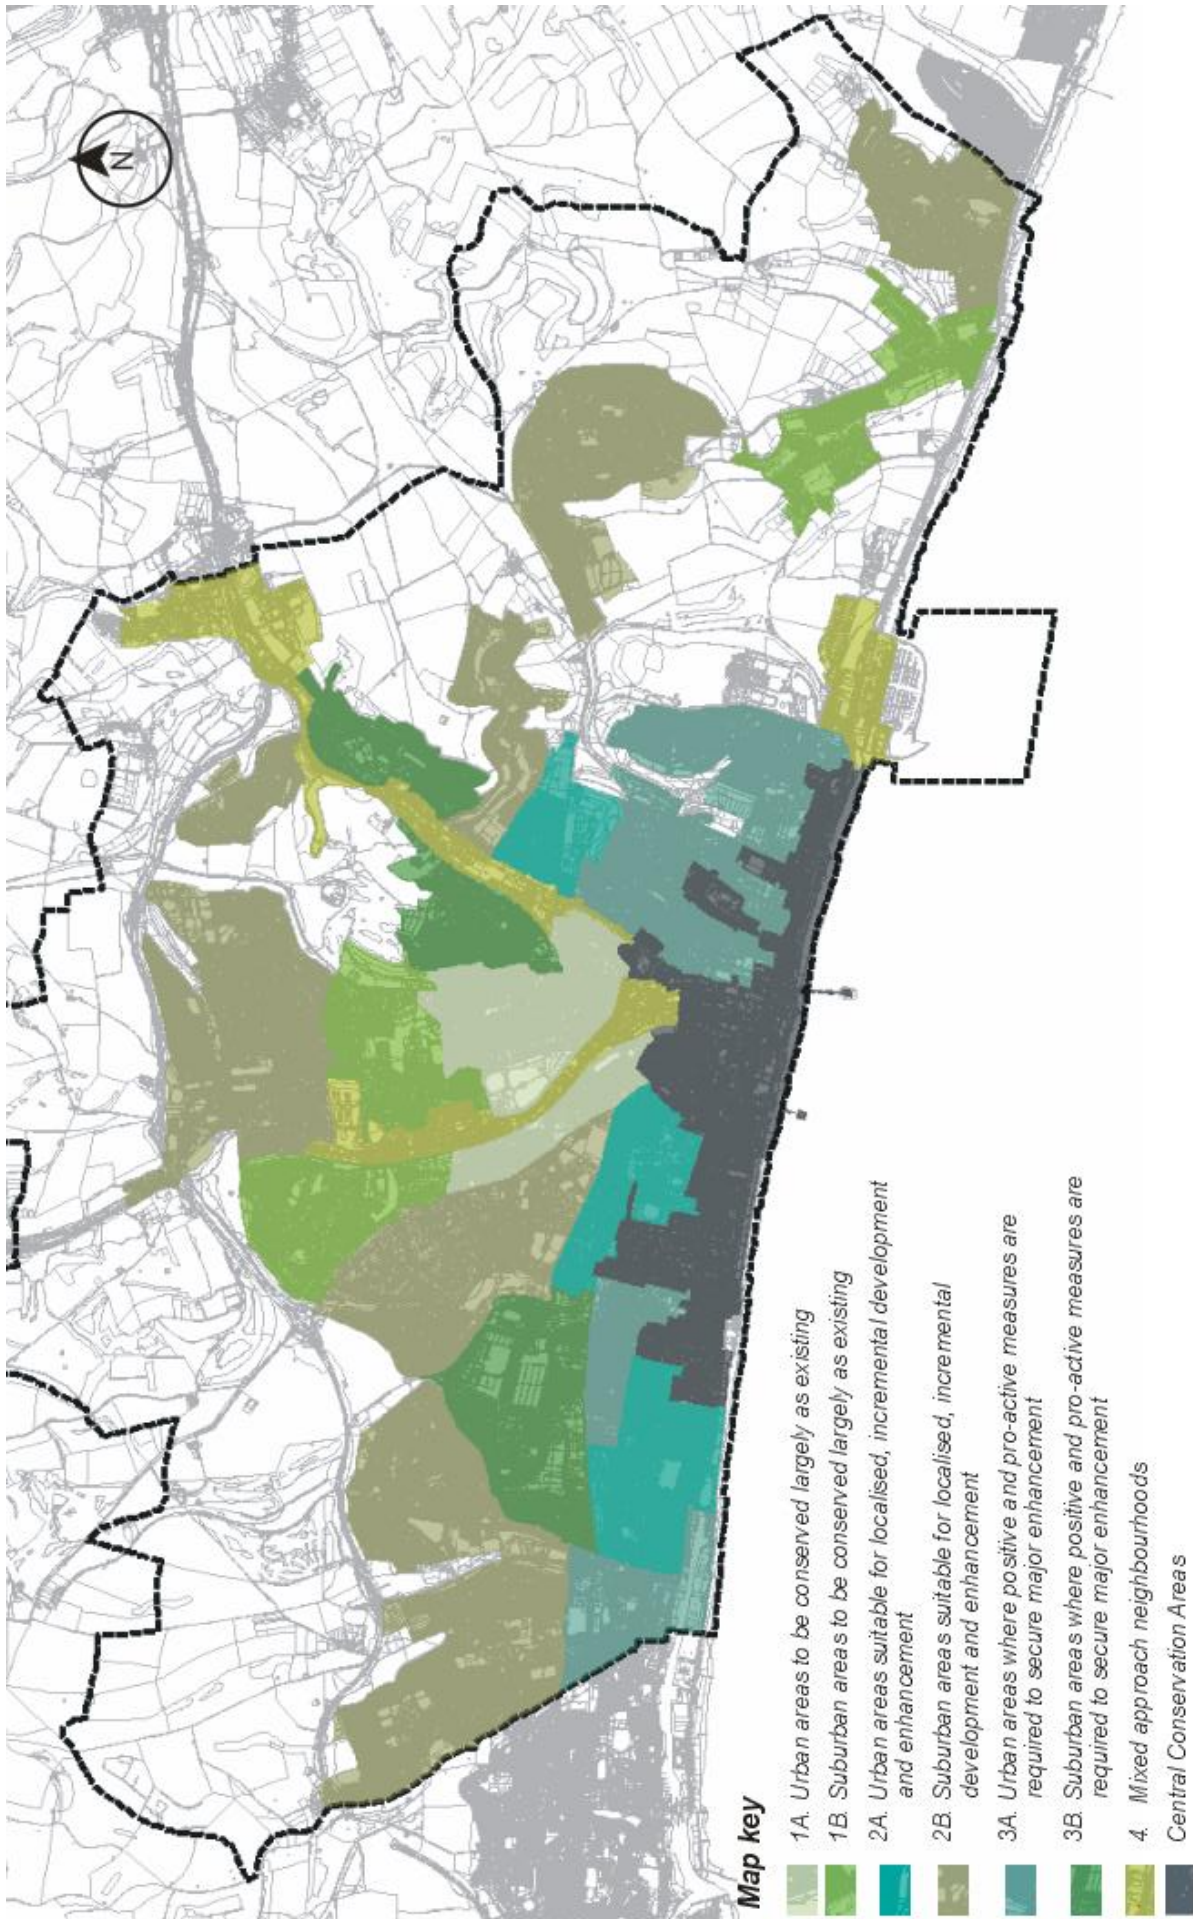 N
Map key
1A. Urban areas to be conserved largely as existing
1B. Suburban areas to be conserved largely as existing
2A. Urban areas suitable for localised, incremental development
and enhancement
2B. Suburban areas suitable for localised, incremental
development and enhancement
3A. Urban areas where positive and pro-active measures are
required to secure major enhancement
3B. Suburban areas where positive and pro-active measures are
required to secure major enhancement
4. Mixed approach neighbourhoods
Central Conservation Areas